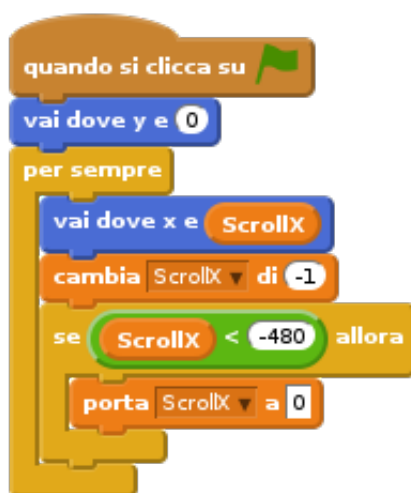 quando si clicca su
vai dove y e 0
per sempre
vai dove x e ScrollX
cambia ScrollX di -1
se ScrollX < -480 allora
porta ScrollX a 0